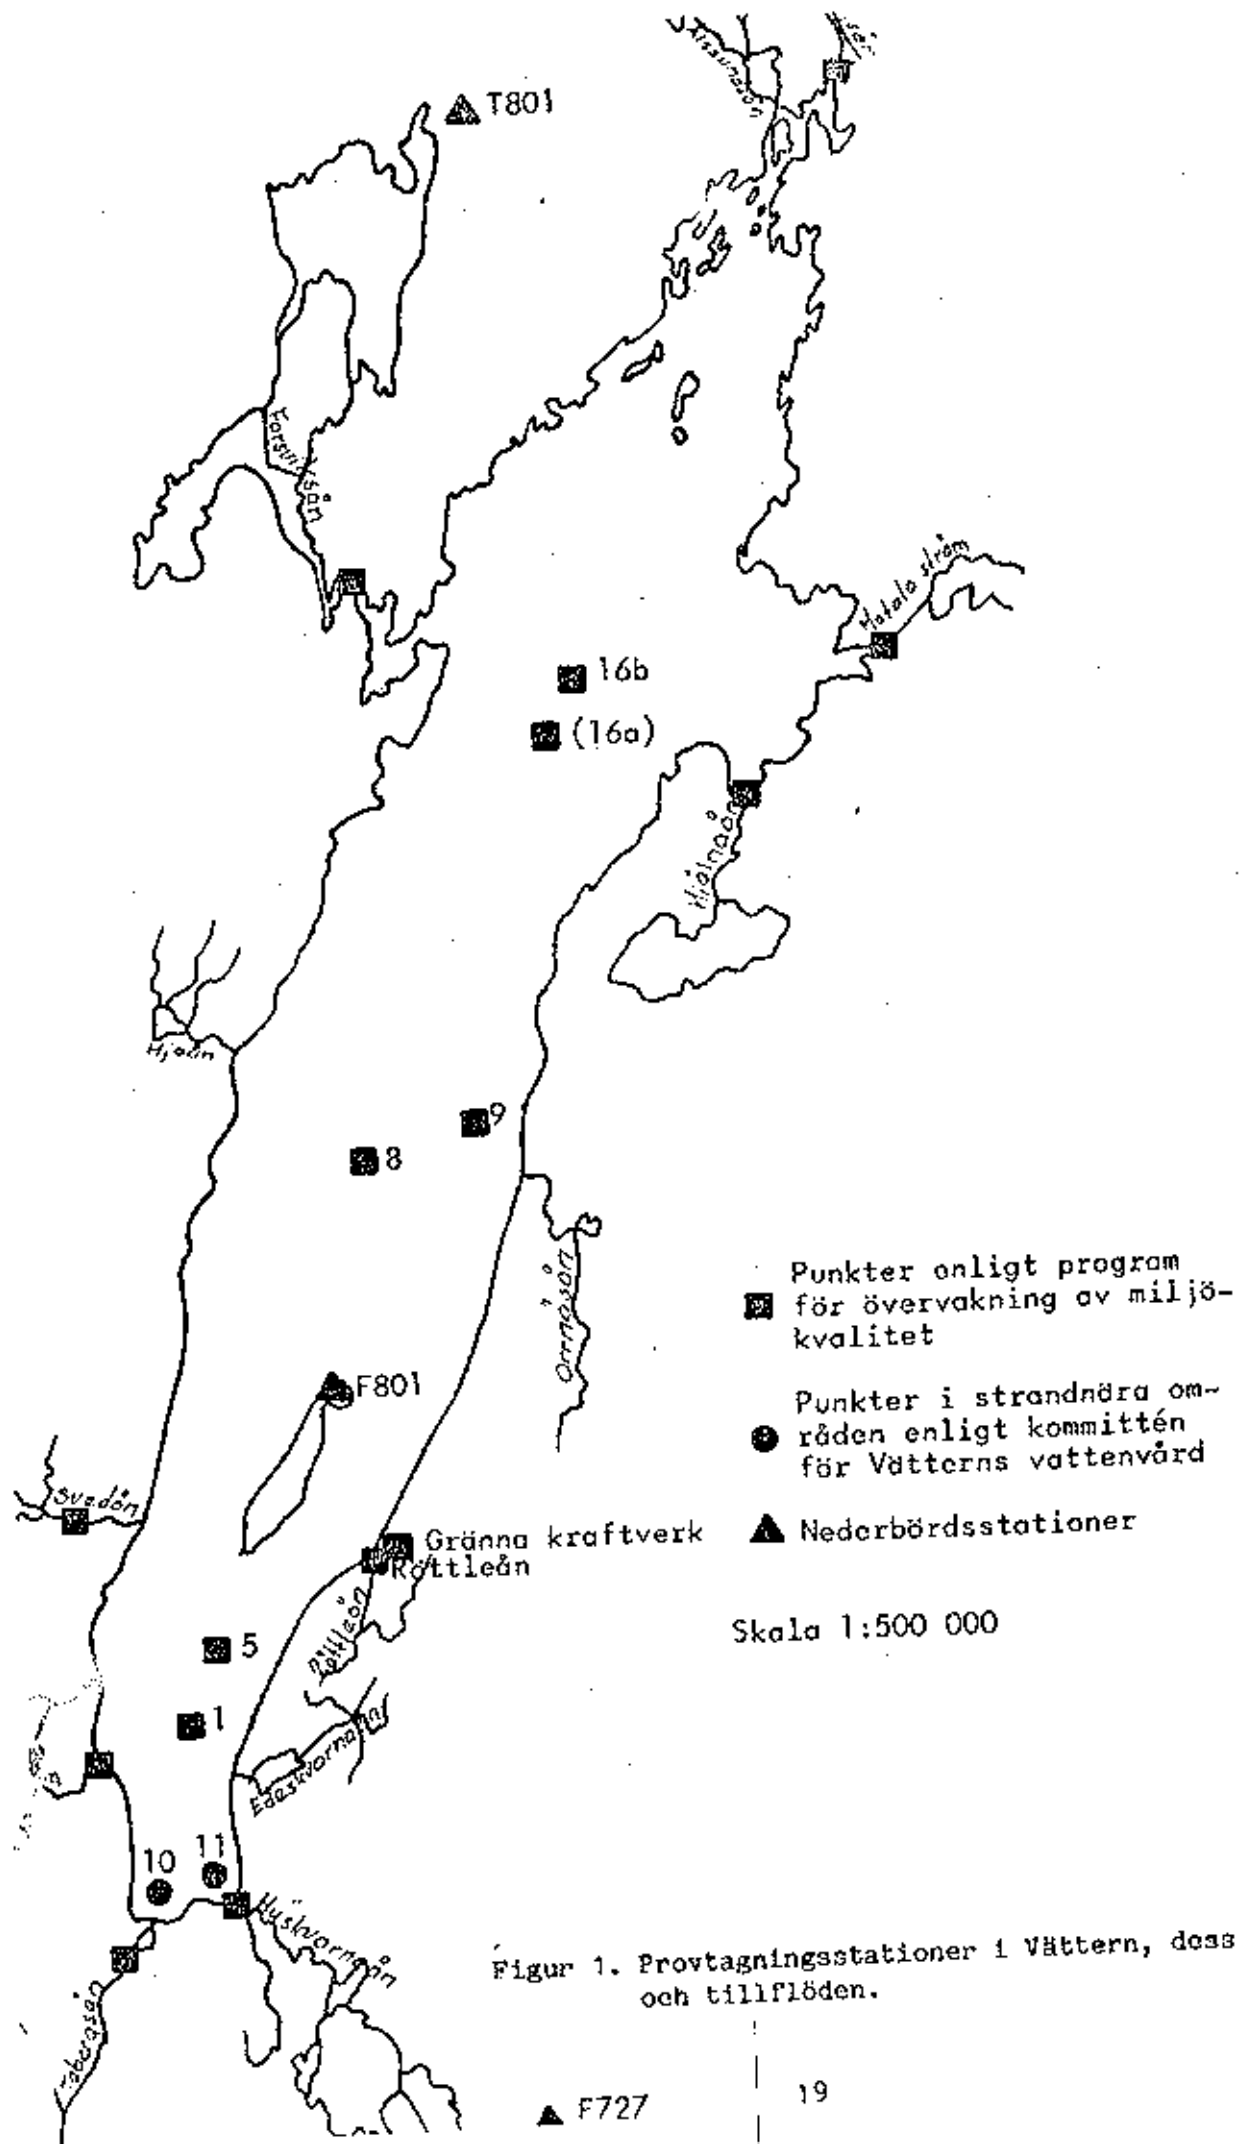 T801
Forsviksån
Motala ström
16b
(16a)
Mjölnaån
Hjoån
9
8
Orrnäsån
Punkter enligt program
för övervakning av miljö-
kvalitet
F801
Punkter i strandnära om-
råden enligt kommittén
för Vätterns vattenvård
Svedån
Gränna kraftverk
Nederbördsstationer
Röttleån
Röttleån
Skala 1:500 000
5
1
Edeskvarnaån
10
11
Huskvarnaån
Figur 1. Provtagningsstationer i Vättern, dess
och tillflöden.
Tabergsån
19
F727